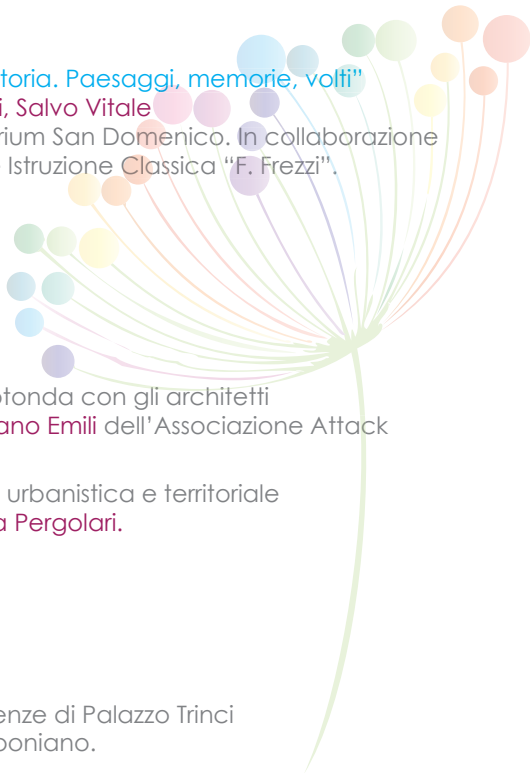 toria. Paesaggi, memorie, volti”
i, Salvo Vitale
rium San Domenico. In collaborazione
Istruzione Classica “F. Frezzi”.
otonda con gli architetti
ano Emili dell’Associazione Attack
urbanistica e territoriale
a Pergolari.
enze di Palazzo Trinci
poniano.